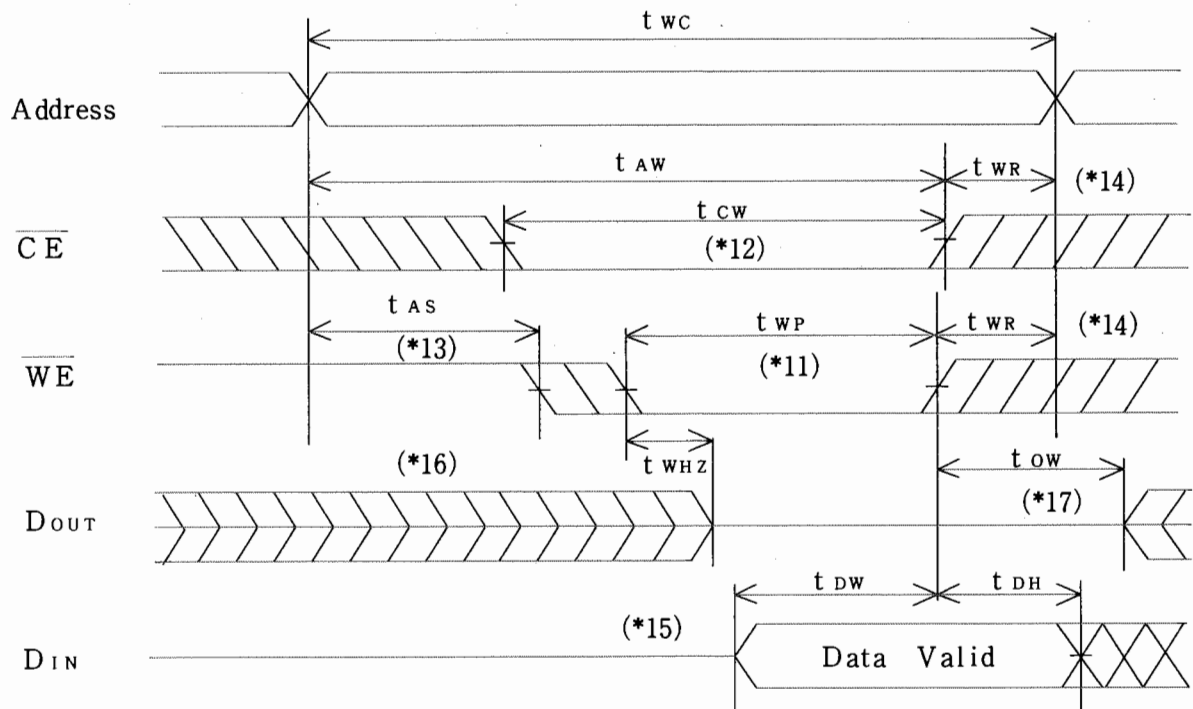 t WC
Address
t AW
t WR
(*14)
CE
t CW
(*12)
t AS
(*13)
WE
t WP
(*11)
t WR
(*14)
t WHZ
(*16)
t OW
(*17)
DOUT
t DW
t DH
(*15)
DIN
Data Valid